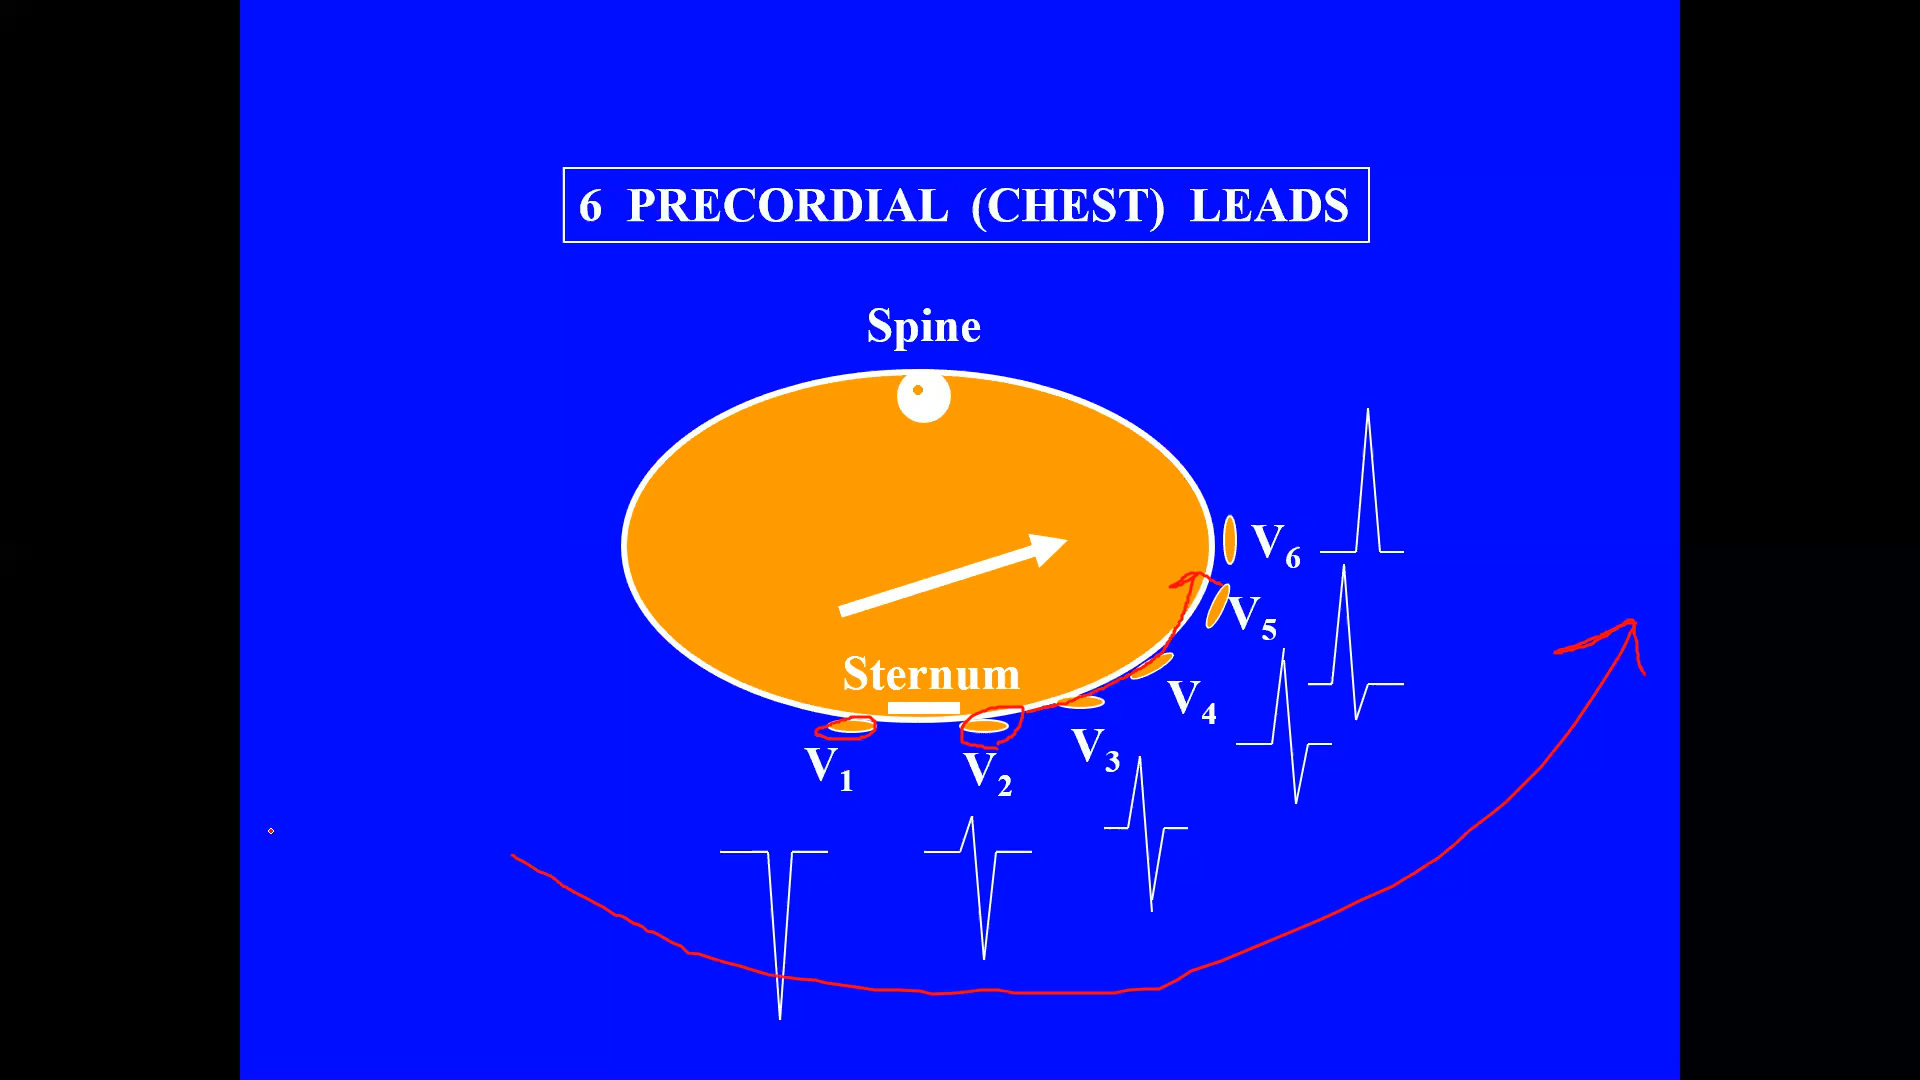 6 PRECORDIAL (CHEST) LEADS
Spine
V6
V5
Sternum
V4
V3
V1
V2